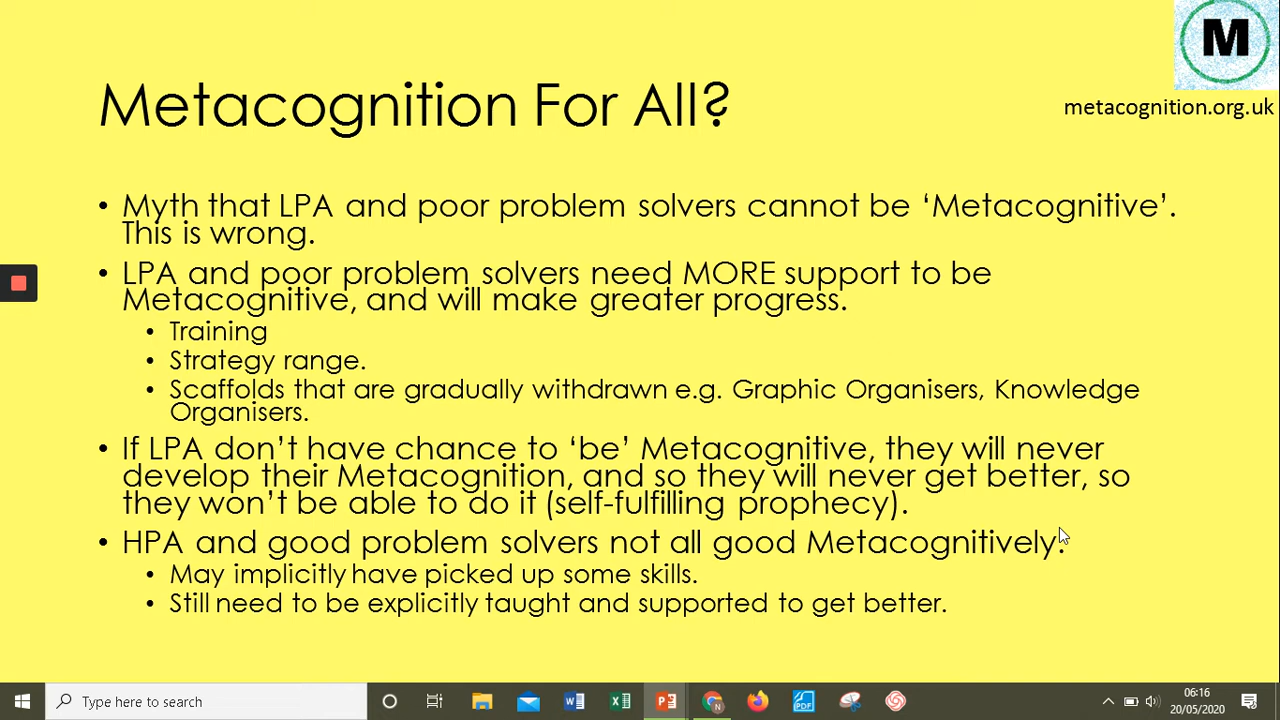 M
metacognition.org.uk
Metacognition For All?
• Myth that LPA and poor problem solvers cannot be ‘Metacognitive’.
This is wrong.
• LPA and poor problem solvers need MORE support to be
Metacognitive, and will make greater progress.
• Training
• Strategy range.
• Scaffolds that are gradually withdrawn e.g. Graphic Organisers, Knowledge
Organisers.
• If LPA don’t have chance to ‘be’ Metacognitive, they will never
develop their Metacognition, and so they will never get better, so
they won’t be able to do it (self-fulfilling prophecy).
• HPA and good problem solvers not all good Metacognitively.
• May implicitly have picked up some skills.
• Still need to be explicitly taught and supported to get better.
Type here to search
06:16
20/05/2020